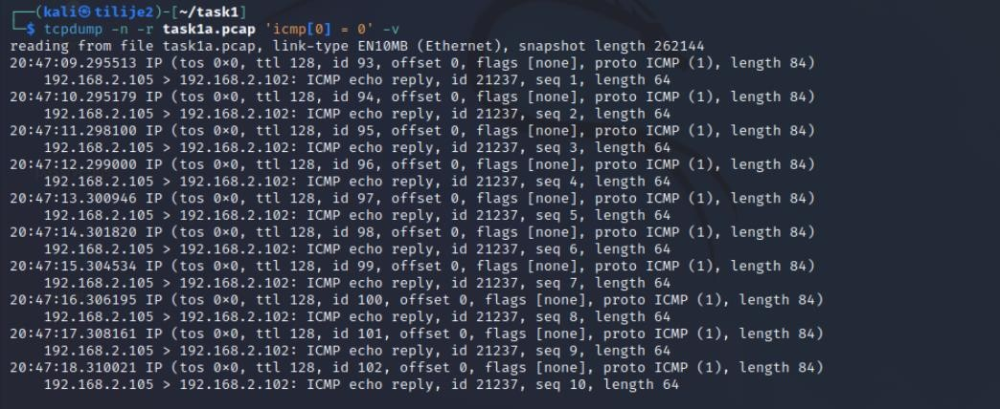 ┌──(kali㉿tilije2)-[~/task1]
└─$ tcpdump -n -r task1a.pcap 'icmp[0] = 0' -v
reading from file task1a.pcap, link-type EN10MB (Ethernet), snapshot length 262144
20:47:09.295513 IP (tos 0×0, ttl 128, id 93, offset 0, flags [none], proto ICMP (1), length 84)
    192.168.2.105 > 192.168.2.102: ICMP echo reply, id 21237, seq 1, length 64
20:47:10.295179 IP (tos 0×0, ttl 128, id 94, offset 0, flags [none], proto ICMP (1), length 84)
    192.168.2.105 > 192.168.2.102: ICMP echo reply, id 21237, seq 2, length 64
20:47:11.298100 IP (tos 0×0, ttl 128, id 95, offset 0, flags [none], proto ICMP (1), length 84)
    192.168.2.105 > 192.168.2.102: ICMP echo reply, id 21237, seq 3, length 64
20:47:12.299000 IP (tos 0×0, ttl 128, id 96, offset 0, flags [none], proto ICMP (1), length 84)
    192.168.2.105 > 192.168.2.102: ICMP echo reply, id 21237, seq 4, length 64
20:47:13.300946 IP (tos 0×0, ttl 128, id 97, offset 0, flags [none], proto ICMP (1), length 84)
    192.168.2.105 > 192.168.2.102: ICMP echo reply, id 21237, seq 5, length 64
20:47:14.301820 IP (tos 0×0, ttl 128, id 98, offset 0, flags [none], proto ICMP (1), length 84)
    192.168.2.105 > 192.168.2.102: ICMP echo reply, id 21237, seq 6, length 64
20:47:15.304534 IP (tos 0×0, ttl 128, id 99, offset 0, flags [none], proto ICMP (1), length 84)
    192.168.2.105 > 192.168.2.102: ICMP echo reply, id 21237, seq 7, length 64
20:47:16.306195 IP (tos 0×0, ttl 128, id 100, offset 0, flags [none], proto ICMP (1), length 84)
    192.168.2.105 > 192.168.2.102: ICMP echo reply, id 21237, seq 8, length 64
20:47:17.308161 IP (tos 0×0, ttl 128, id 101, offset 0, flags [none], proto ICMP (1), length 84)
    192.168.2.105 > 192.168.2.102: ICMP echo reply, id 21237, seq 9, length 64
20:47:18.310021 IP (tos 0×0, ttl 128, id 102, offset 0, flags [none], proto ICMP (1), length 84)
    192.168.2.105 > 192.168.2.102: ICMP echo reply, id 21237, seq 10, length 64